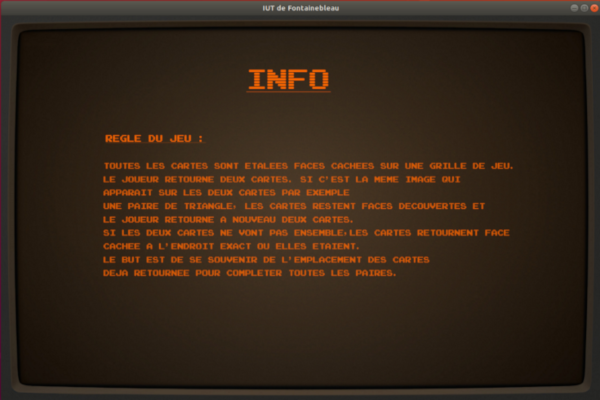 IUT de Fontainebleau
INFO
REGLE DU JEU :
TOUTES LES CARTES SONT ETALEES FACES CACHEES SUR UNE GRILLE DE JEU.
LE JOUEUR RETOURNE DEUX CARTES. SI C'EST LA MEME IMAGE QUI
APPARAIT SUR LES DEUX CARTES PAR EXEMPLE
UNE PAIRE DE TRIANGLE, LES CARTES RESTENT FACES DECOUVERTES ET
LE JOUEUR RETOURNE A NOUVEAU DEUX CARTES.
SI LES DEUX CARTES NE VONT PAS ENSEMBLE,LES CARTES RETOURNENT FACE
CACHEE A L'ENDROIT EXACT OU ELLES ETAIENT.
LE BUT EST DE SE SOUVENIR DE L'EMPLACEMENT DES CARTES
DEJA RETOURNEE POUR COMPLETER TOUTES LES PAIRES.